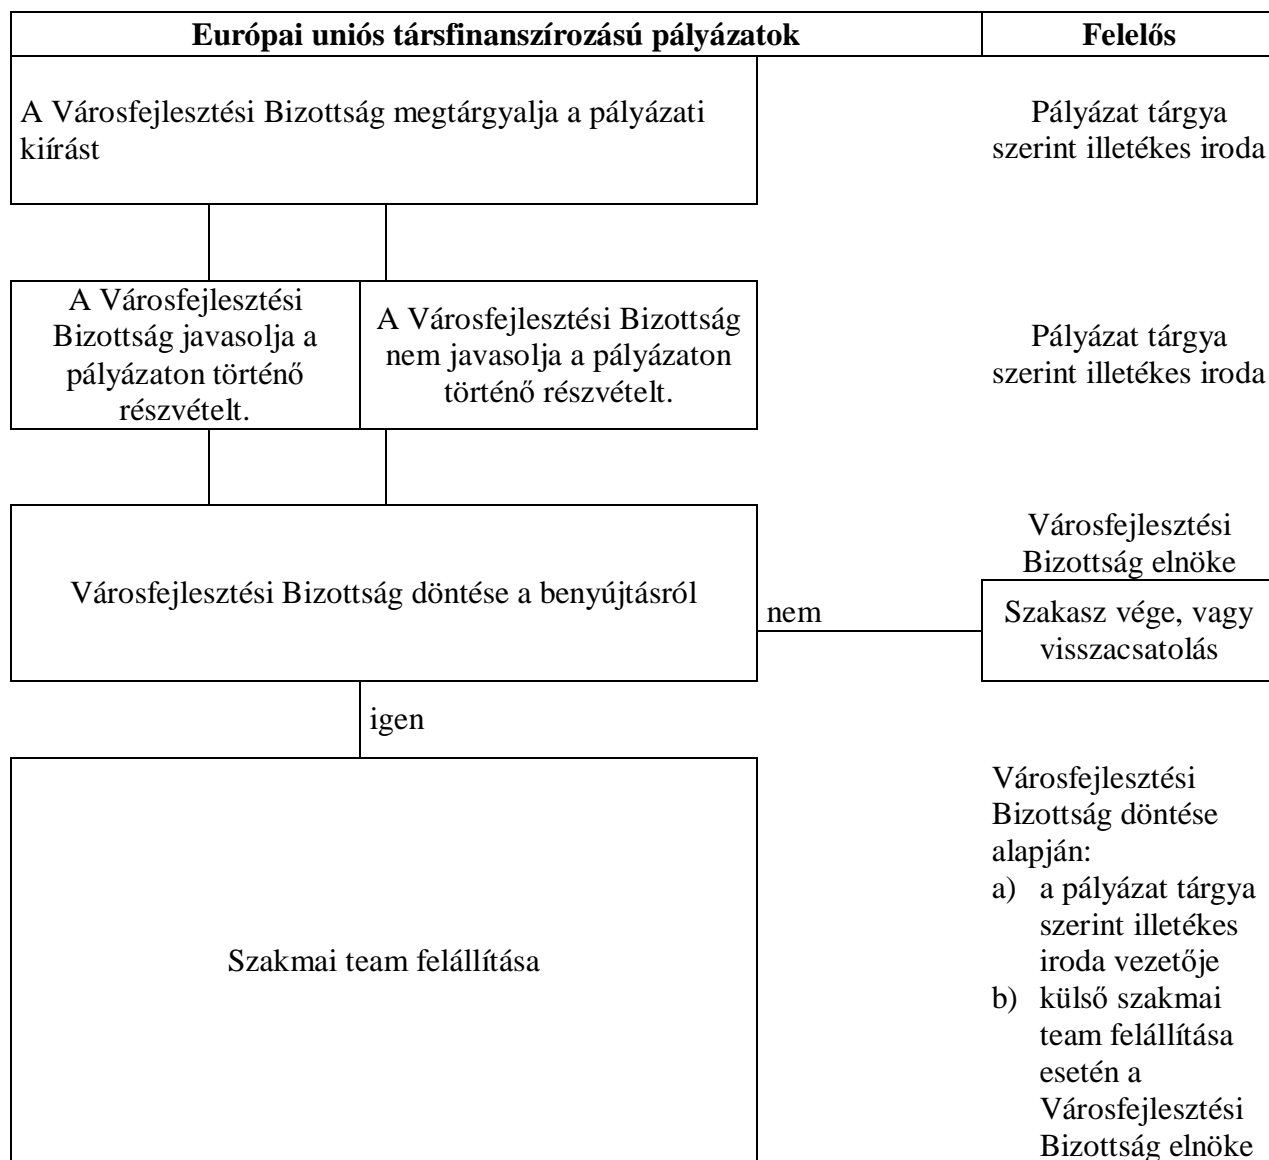 Európai uniós társfinanszírozású pályázatok
Felelős
A Városfejlesztési Bizottság megtárgyalja a pályázati
kiírást
Pályázat tárgya
szerint illetékes iroda
A Városfejlesztési
Bizottság javasolja a
pályázaton történő
részvételt.
A Városfejlesztési Bizottság
nem javasolja a pályázaton
történő részvételt.
Pályázat tárgya
szerint illetékes iroda
Városfejlesztési Bizottság döntése a benyújtásról
Városfejlesztési
Bizottság elnöke
nem
Szakasz vége, vagy
visszacsatolás
igen
Szakmai team felállítása
Városfejlesztési
Bizottság döntése
alapján:
a) a pályázat tárgya
szerint illetékes
iroda vezetője
b) külső szakmai
team felállítása
esetén a
Városfejlesztési
Bizottság elnöke